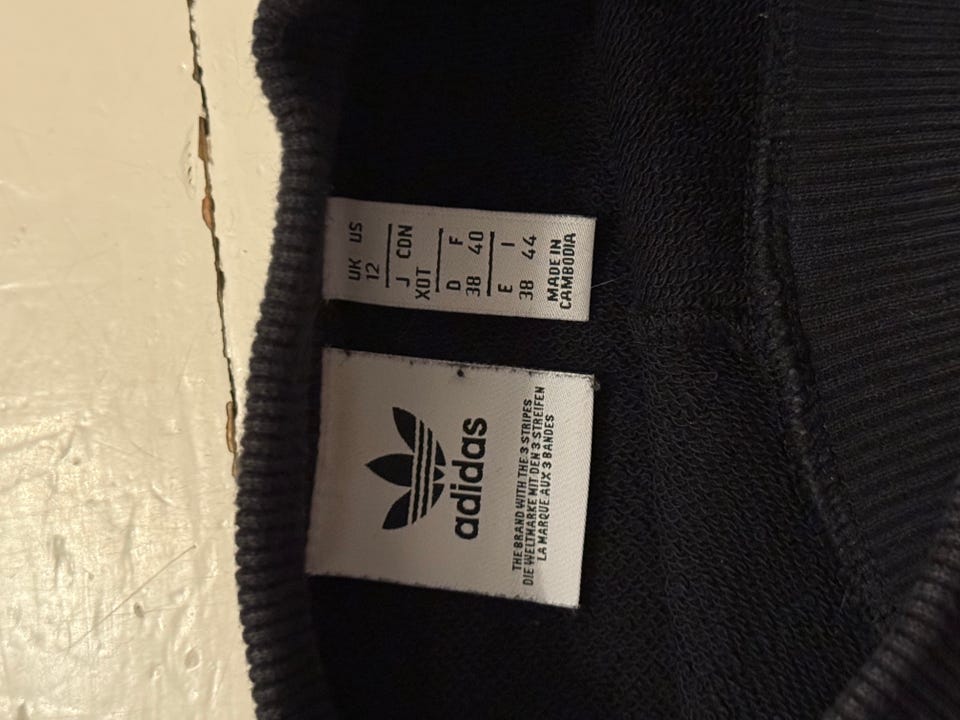 UK US
12
J CDN
XOT
D F
38 40
E I
38 44
MADE IN
CAMBODIA
adidas
THE BRAND WITH THE 3 STRIPES
DIE WELTMARKE MIT DEN 3 STREIFEN
LA MARQUE AUX 3 BANDES